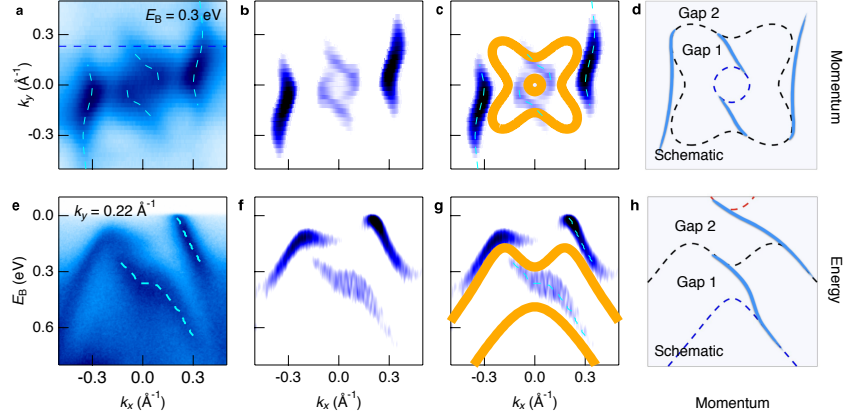 a
E_B = 0.3 eV
b
c
d
Gap 2
Gap 1
Schematic
Momentum
0.3
0.0
-0.3
k_y (Å⁻¹)
e
k_y = 0.22 Å⁻¹
f
g
h
Gap 2
Gap 1
Schematic
Energy
0.0
0.3
0.6
E_B (eV)
-0.3 0.0 0.3
-0.3 0.0 0.3
-0.3 0.0 0.3
k_x (Å⁻¹)
k_x (Å⁻¹)
k_x (Å⁻¹)
Momentum